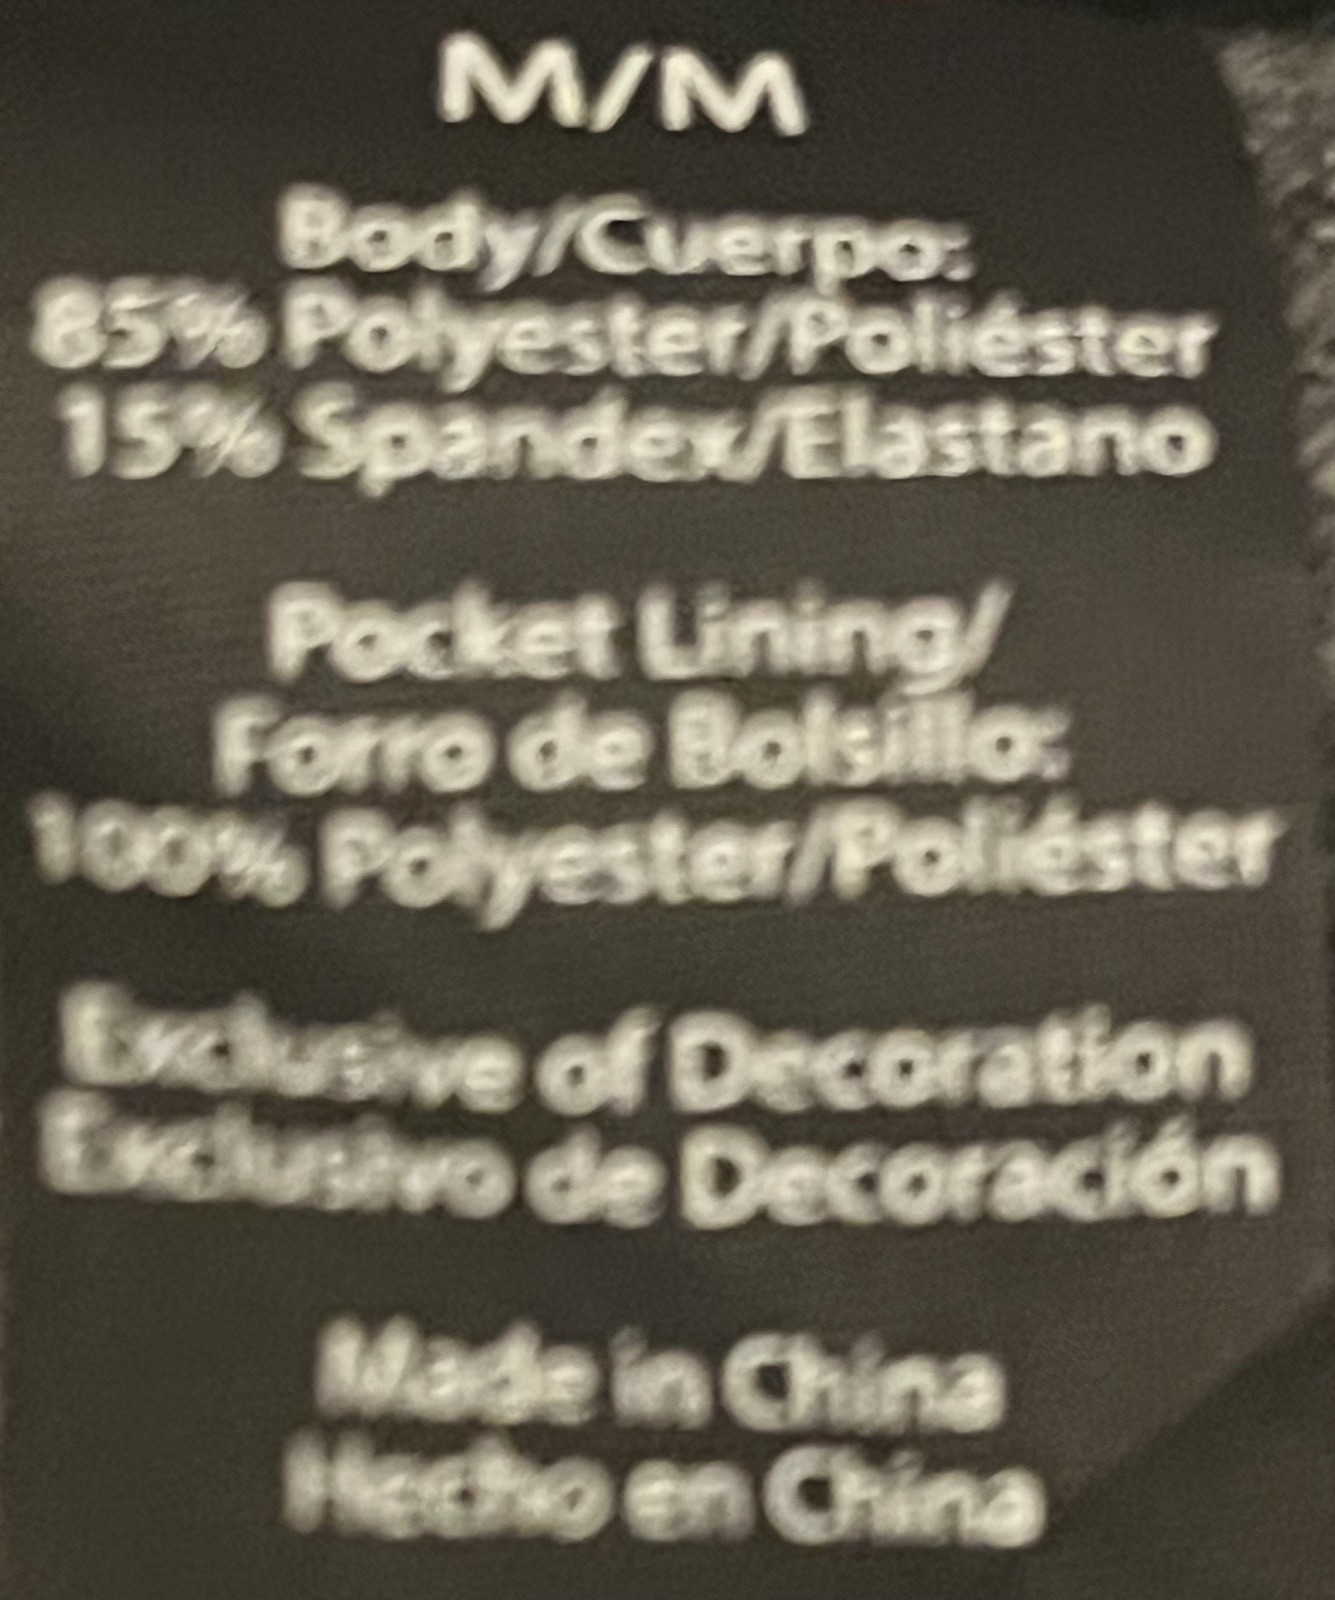 M/M
Body/Cuerpo:
85% Polyester/Poliéster
15% Spandex/Elastano
Pocket Lining/
Forro de Bolsillo:
100% Polyester/Poliéster
Exclusive of Decoration
Exclusivo de Decoración
Made in China
Hecho en China